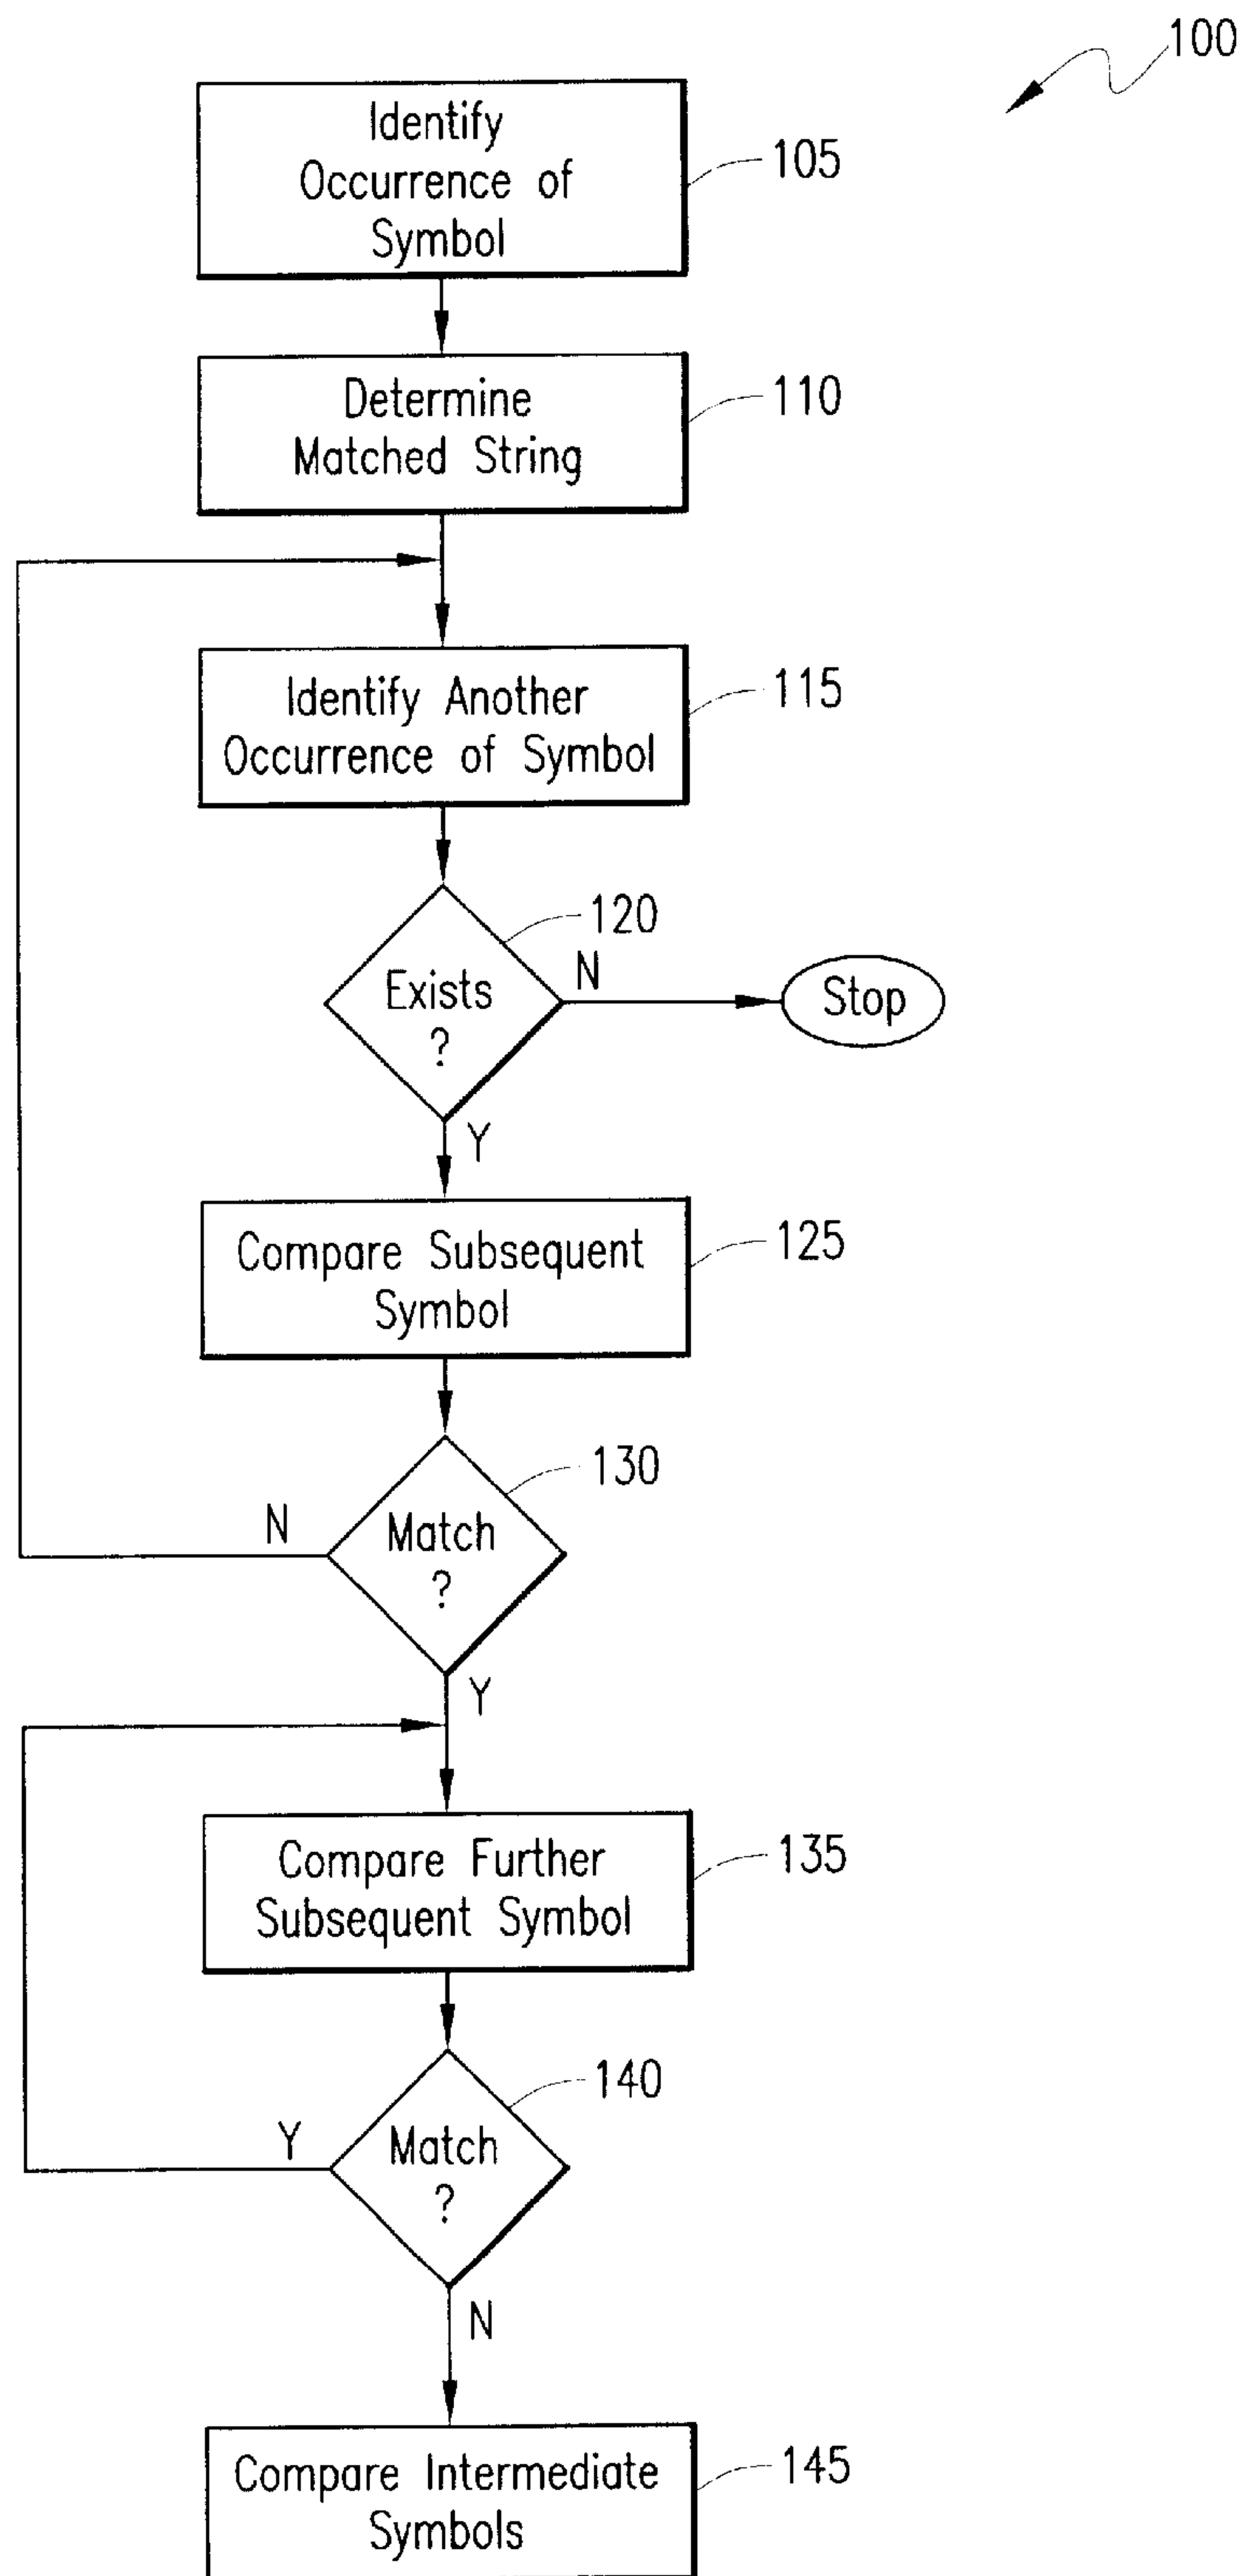 100
Identify
Occurrence of
Symbol
105
Determine
Matched String
110
Identify Another
Occurrence of Symbol
115
120
Exists
?
N
Stop
Y
Compare Subsequent
Symbol
125
130
Match
?
N
Y
Compare Further
Subsequent Symbol
135
140
Match
?
Y
N
Compare Intermediate
Symbols
145